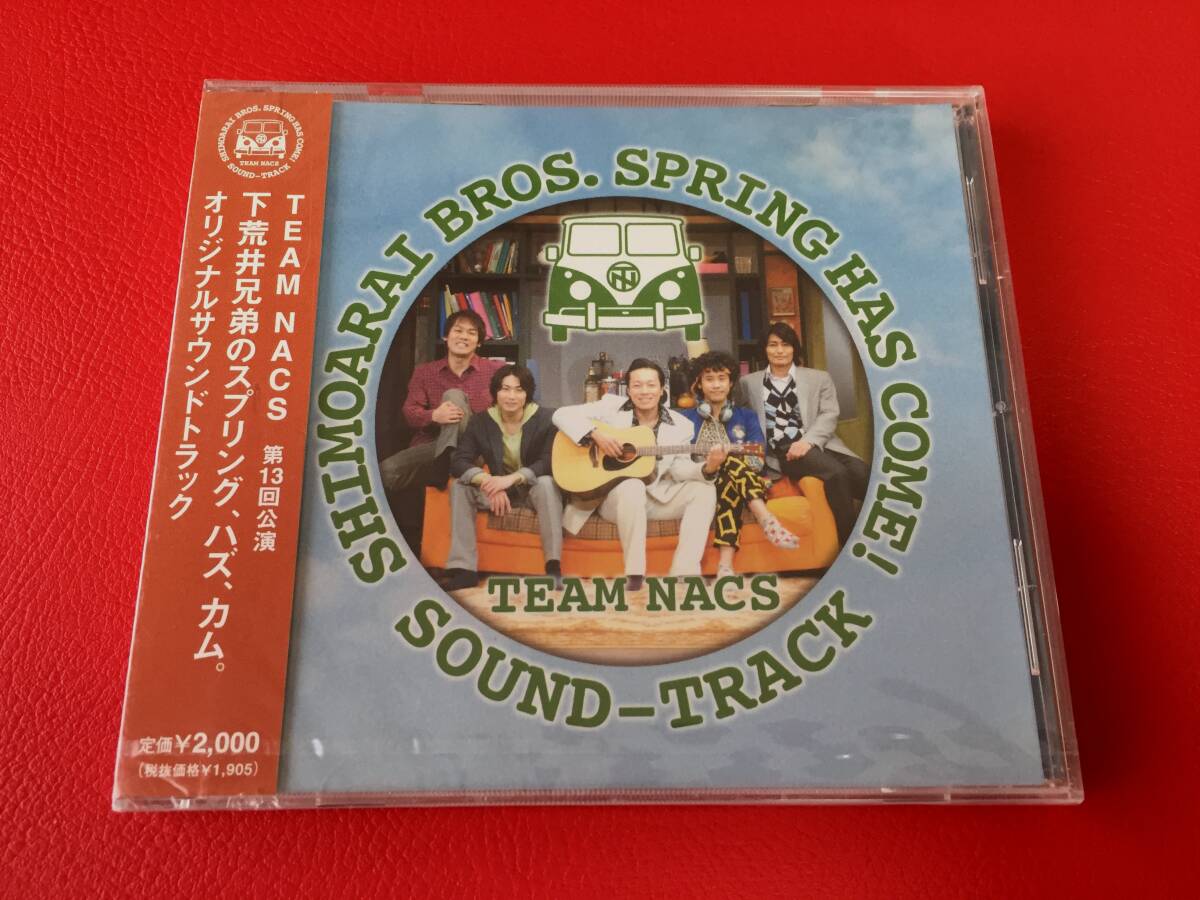 SHIMOARAI BROS. SPRING HAS COME!
TEAM NACS
SOUND-TRACK
TEAM NACS 第13回公演
下荒井兄弟のスプリング、ハズ、カム。
オリジナルサウンドトラック
定価¥2,000
(税抜価格¥1,905)
SHIMOARAI BROS. SPRING HAS COME!
TN
TEAM NACS
SOUND-TRACK